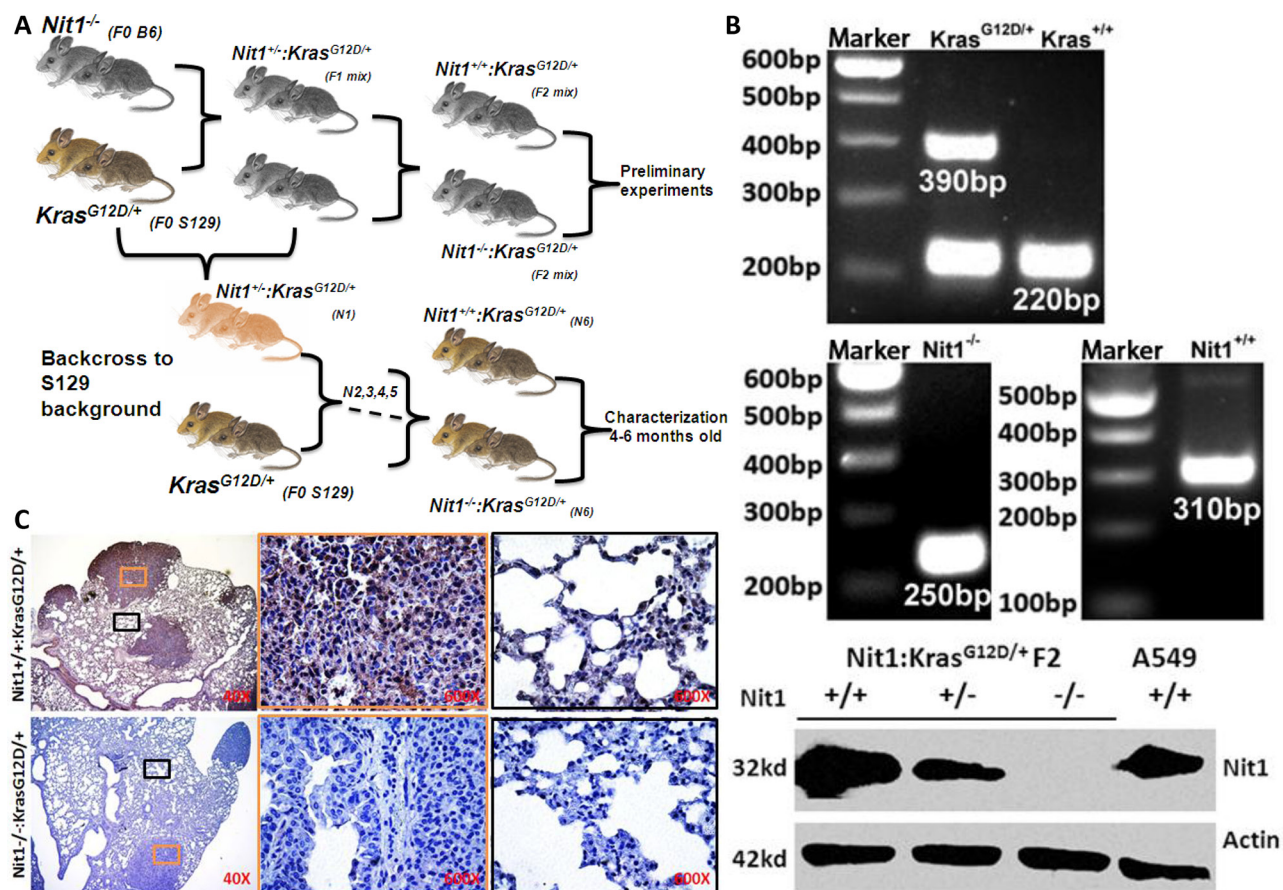 A
Nit1-/- (F0 B6)
Nit1+/-:KrasG12D/+
(F1 mix)
Nit1+/+:KrasG12D/+
(F2 mix)
Preliminary
experiments
KrasG12D/+ (F0 S129)
Nit1-/-:KrasG12D/+
(F2 mix)
Nit1+/-:KrasG12D/+
(N1)
Nit1+/+:KrasG12D/+ (N6)
Backcross to
S129
background
N2,3,4,5
Characterization
4-6 months old
KrasG12D/+ (F0 S129)
Nit1-/-:KrasG12D/+ (N6)
B
Marker KrasG12D/+ Kras+/+
600bp
500bp
400bp
390bp
300bp
200bp
220bp
Marker Nit1-/-
600bp
500bp
400bp
300bp
200bp
250bp
Marker Nit1+/+
500bp
400bp
300bp
310bp
200bp
100bp
Nit1:KrasG12D/+ F2 A549
Nit1 +/+ +/- -/- +/+
32kd Nit1
42kd Actin
C
Nit1+/+:KrasG12D/+
40X 600X 600X
Nit1-/-:KrasG12D/+
40X 600X 600X